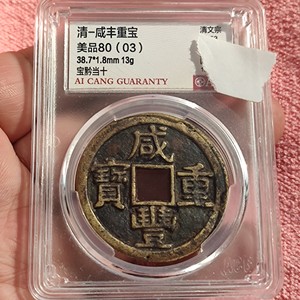 清-咸丰重宝
美品80（03）
38.7*1.8mm 13g
宝黔当十
AI CANG GUARANTY
清文宗
咸
寶 重
豐